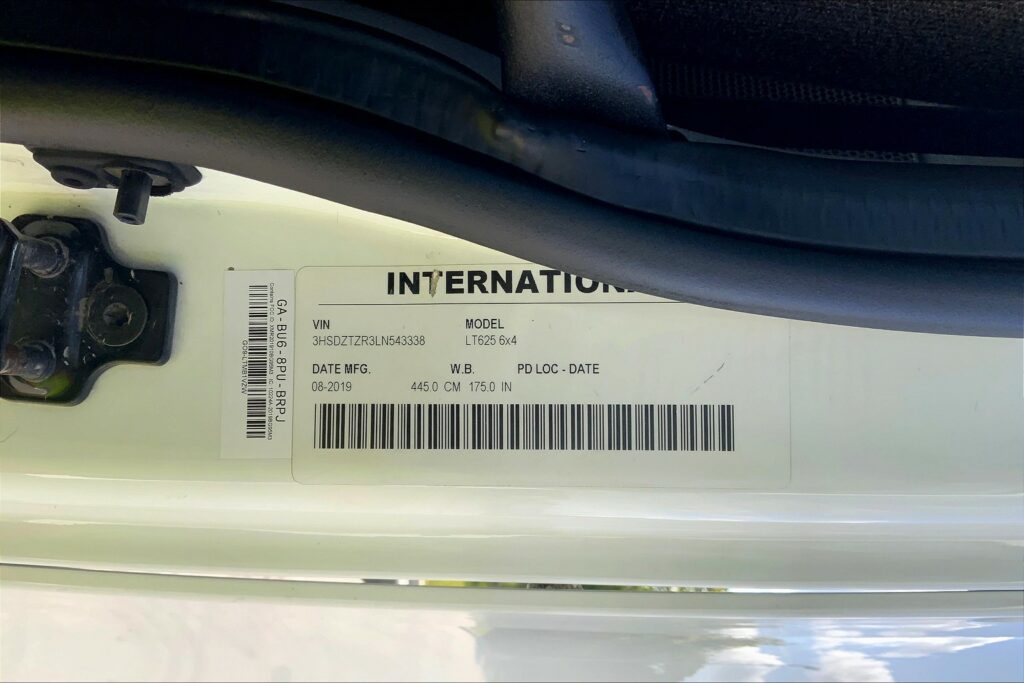 INTERNATION
VIN
MODEL
3HSDZTZR3LN543338
LT625 6x4
DATE MFG.
W.B.
PD LOC - DATE
08-2019
445.0 CM 175.0 IN
GA-BU6-8PU-BRPJ